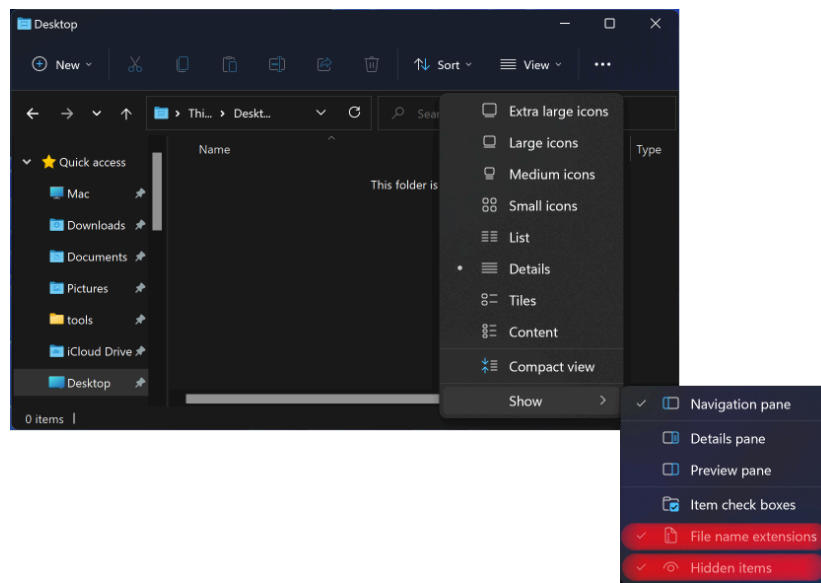 Desktop
New
Sort
View
Thi...
Deskt...
Sear
Name
Type
This folder is
Quick access
Mac
Downloads
Documents
Pictures
tools
iCloud Drive
Desktop
0 items
Extra large icons
Large icons
Medium icons
Small icons
List
Details
Tiles
Content
Compact view
Show
Navigation pane
Details pane
Preview pane
Item check boxes
File name extensions
Hidden items